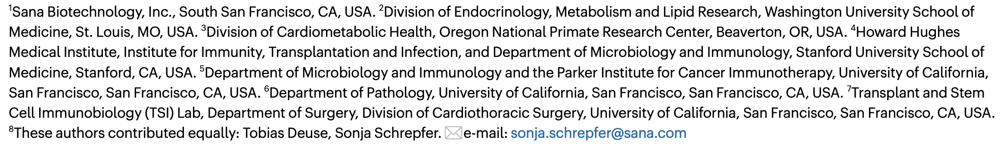 ¹Sana Biotechnology, Inc., South San Francisco, CA, USA. ²Division of Endocrinology, Metabolism and Lipid Research, Washington University School of
Medicine, St. Louis, MO, USA. ³Division of Cardiometabolic Health, Oregon National Primate Research Center, Beaverton, OR, USA. ⁴Howard Hughes
Medical Institute, Institute for Immunity, Transplantation and Infection, and Department of Microbiology and Immunology, Stanford University School of
Medicine, Stanford, CA, USA. ⁵Department of Microbiology and Immunology and the Parker Institute for Cancer Immunotherapy, University of California,
San Francisco, San Francisco, CA, USA. ⁶Department of Pathology, University of California, San Francisco, San Francisco, CA, USA. ⁷Transplant and Stem
Cell Immunobiology (TSI) Lab, Department of Surgery, Division of Cardiothoracic Surgery, University of California, San Francisco, San Francisco, CA, USA.
⁸These authors contributed equally: Tobias Deuse, Sonja Schrepfer. e-mail: sonja.schrepfer@sana.com